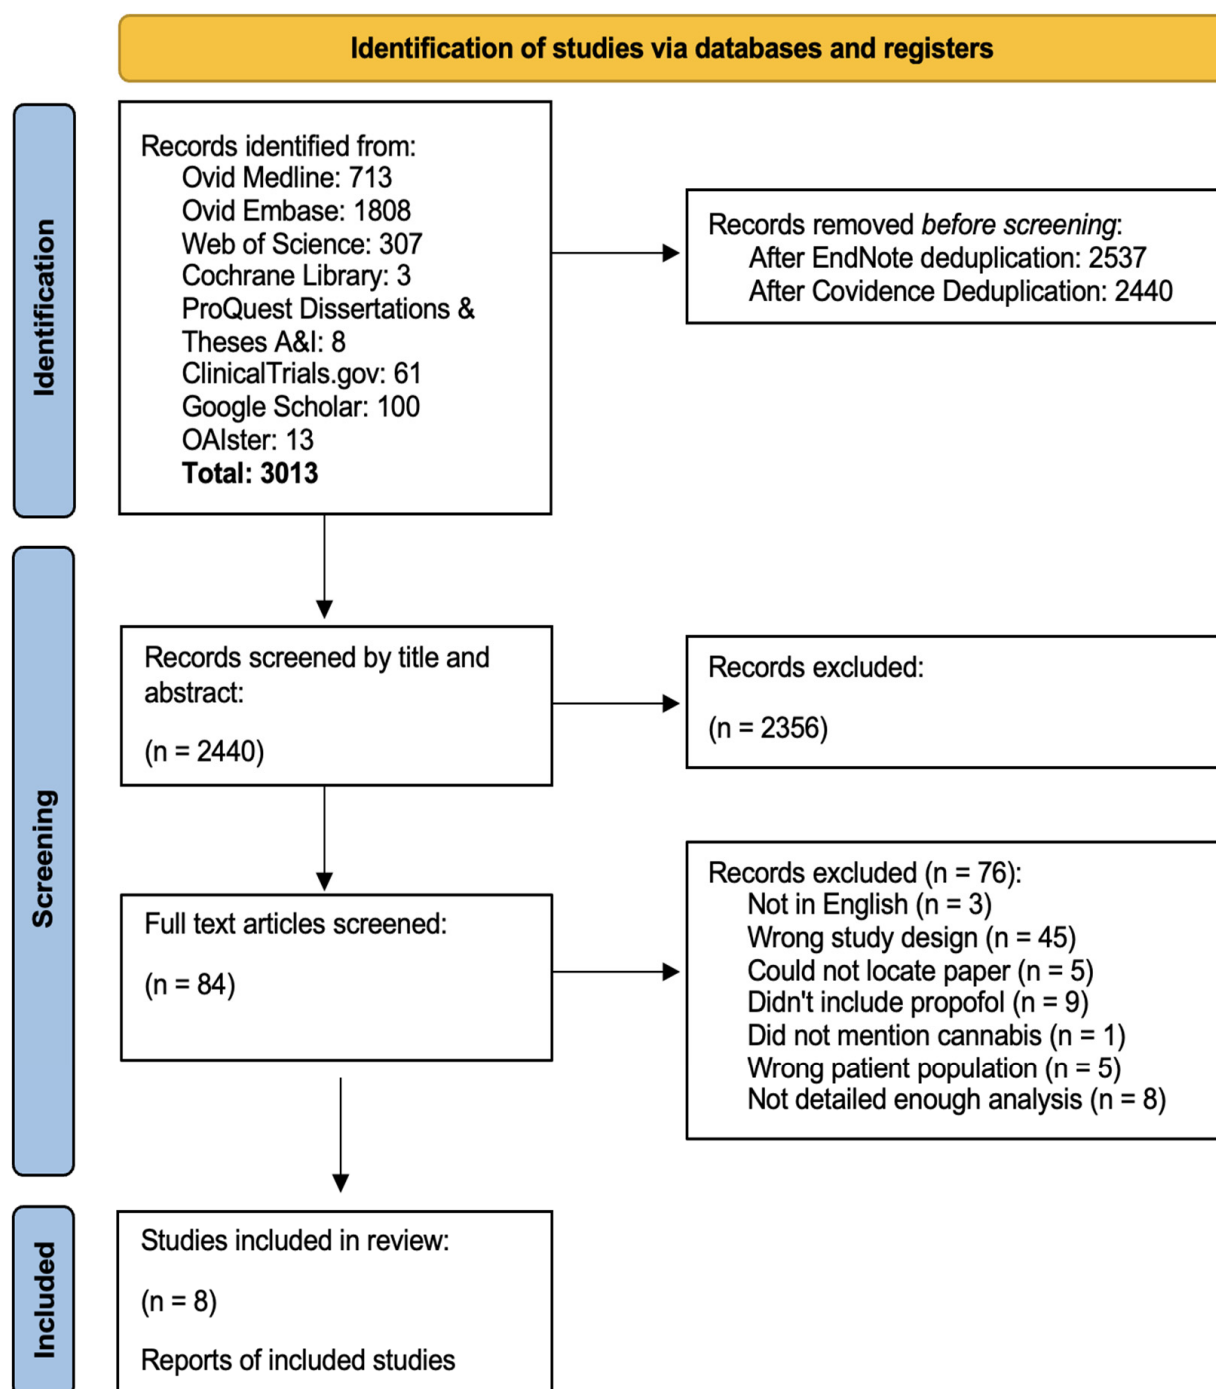 Identification of studies via databases and registers
Identification
Records identified from:
Ovid Medline: 713
Ovid Embase: 1808
Web of Science: 307
Cochrane Library: 3
ProQuest Dissertations &
Theses A&I: 8
ClinicalTrials.gov: 61
Google Scholar: 100
OAIster: 13
Total: 3013
Records removed before screening:
After EndNote deduplication: 2537
After Covidence Deduplication: 2440
Screening
Records screened by title and
abstract:
(n = 2440)
Records excluded:
(n = 2356)
Full text articles screened:
(n = 84)
Records excluded (n = 76):
Not in English (n = 3)
Wrong study design (n = 45)
Could not locate paper (n = 5)
Didn't include propofol (n = 9)
Did not mention cannabis (n = 1)
Wrong patient population (n = 5)
Not detailed enough analysis (n = 8)
Included
Studies included in review:
(n = 8)
Reports of included studies